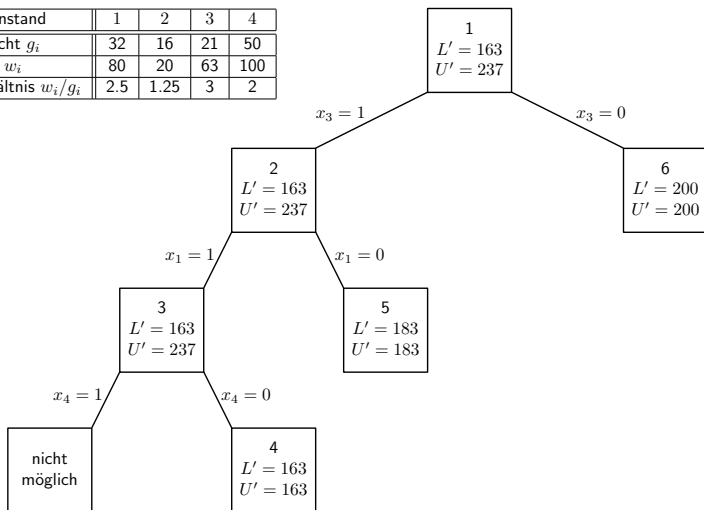 nstand 1 2 3 4
cht $g_i$ 32 16 21 50
$w_i$ 80 20 63 100
ältnis $w_i/g_i$ 2.5 1.25 3 2
1
$L' = 163$
$U' = 237$
$x_3 = 1$
$x_3 = 0$
2
$L' = 163$
$U' = 237$
6
$L' = 200$
$U' = 200$
$x_1 = 1$
$x_1 = 0$
3
$L' = 163$
$U' = 237$
5
$L' = 183$
$U' = 183$
$x_4 = 1$
$x_4 = 0$
nicht
möglich
4
$L' = 163$
$U' = 163$